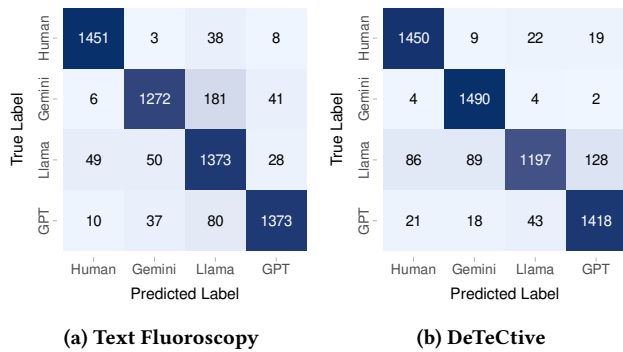 True Label
Human 1451 3 38 8
Gemini 6 1272 181 41
Llama 49 50 1373 28
GPT 10 37 80 1373
Human Gemini Llama GPT
Predicted Label
(a) Text Fluoroscopy
True Label
Human 1450 9 22 19
Gemini 4 1490 4 2
Llama 86 89 1197 128
GPT 21 18 43 1418
Human Gemini Llama GPT
Predicted Label
(b) DeTeCtive